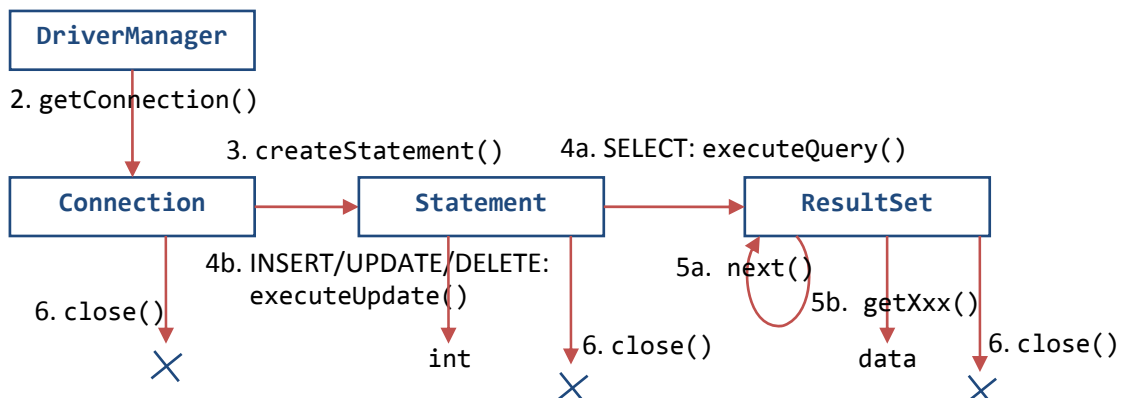 DriverManager
2. getConnection()
3. createStatement()
4a. SELECT: executeQuery()
Connection
Statement
ResultSet
4b. INSERT/UPDATE/DELETE:
executeUpdate()
5a. next()
5b. getXxx()
6. close()
int
6. close()
data
6. close()